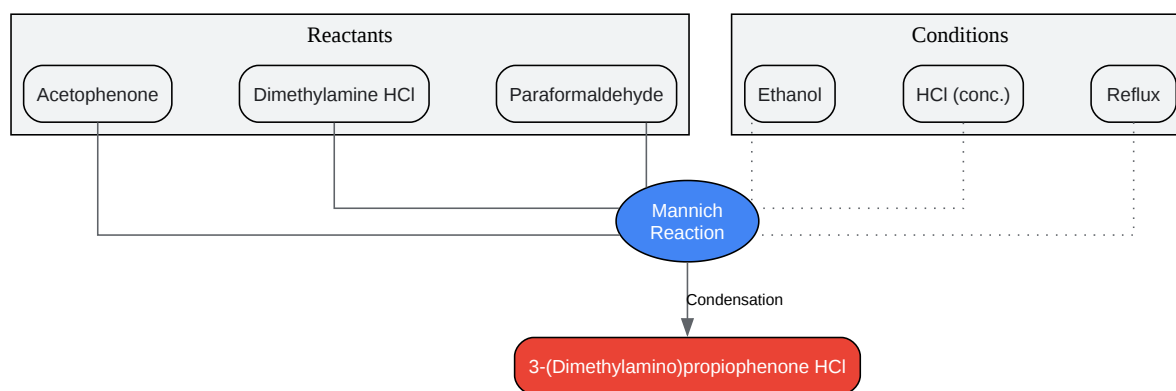 Reactants
Conditions
Acetophenone
Dimethylamine HCl
Paraformaldehyde
Ethanol
HCl (conc.)
Reflux
Mannich
Reaction
Condensation
3-(Dimethylamino)propiophenone HCl